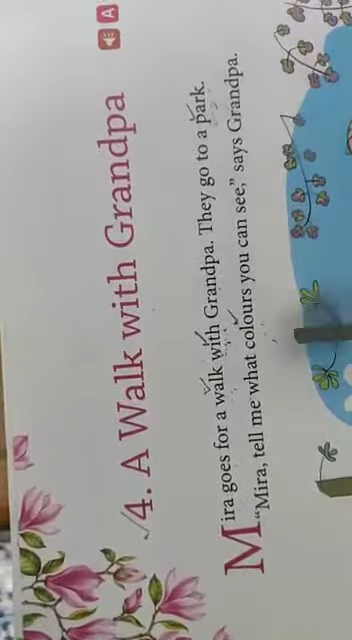 A
4. A Walk with Grandpa
Mira goes for a walk with Grandpa. They go to a park.
“Mira, tell me what colours you can see,” says Grandpa.